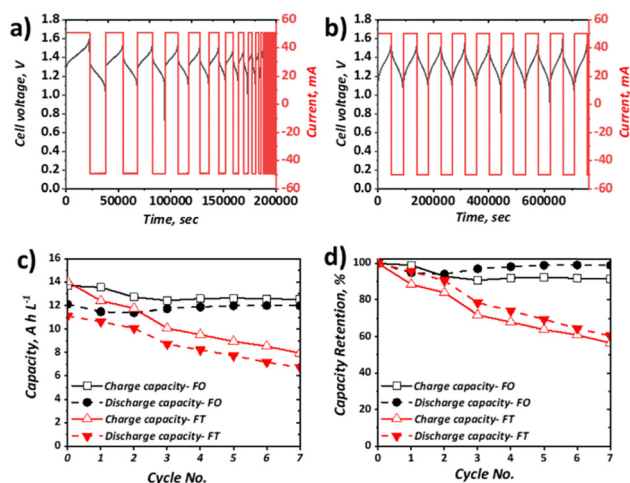 a)
1.8
1.6
1.4
1.2
1.0
0.8
0.6
0.4
0.2
0.0
Cell voltage, V
60
40
20
0
-20
-40
-60
Current, mA
0 50000 100000 150000 200000
Time, sec
b)
1.8
1.6
1.4
1.2
1.0
0.8
0.6
0.4
0.2
0.0
Cell voltage, V
60
40
20
0
-20
-40
-60
Current, mA
0 200000 400000 600000
Time, sec
c)
16
14
12
10
8
6
4
2
0
Capacity, A h L⁻¹
Charge capacity- FO
Discharge capacity- FO
Charge capacity- FT
Discharge capacity- FT
0 1 2 3 4 5 6 7
Cycle No.
d)
100
80
60
40
20
0
Capacity Retention, %
Charge capacity- FO
Discharge capacity- FO
Charge capacity- FT
Discharge capacity- FT
0 1 2 3 4 5 6 7
Cycle No.